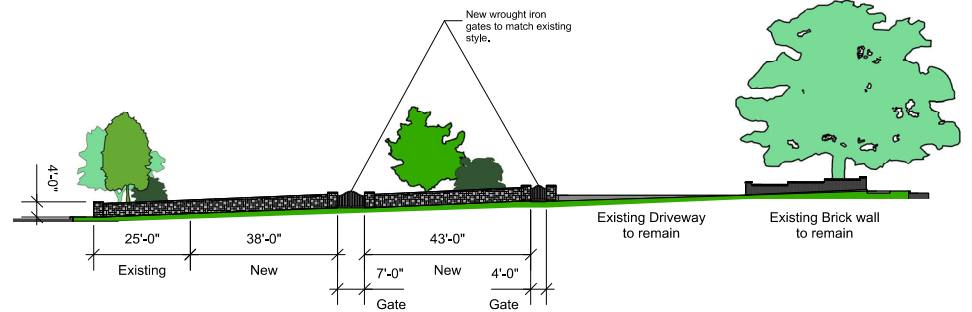 New wrought iron
gates to match existing
style.
4'-0"
25'-0"
38'-0"
43'-0"
Existing
New
New
7'-0"
4'-0"
Gate
Gate
Existing Driveway
to remain
Existing Brick wall
to remain